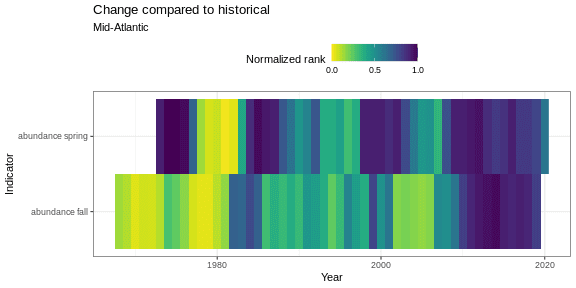 Change compared to historical
Mid-Atlantic
Normalized rank
0.0 0.5 1.0
Indicator
abundance spring
abundance fall
1980 2000 2020
Year